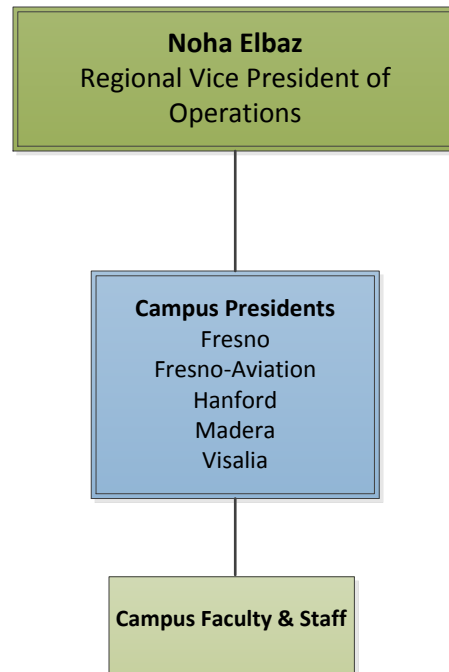 Noha Elbaz
Regional Vice President of
Operations
Campus Presidents
Fresno
Fresno-Aviation
Hanford
Madera
Visalia
Campus Faculty & Staff